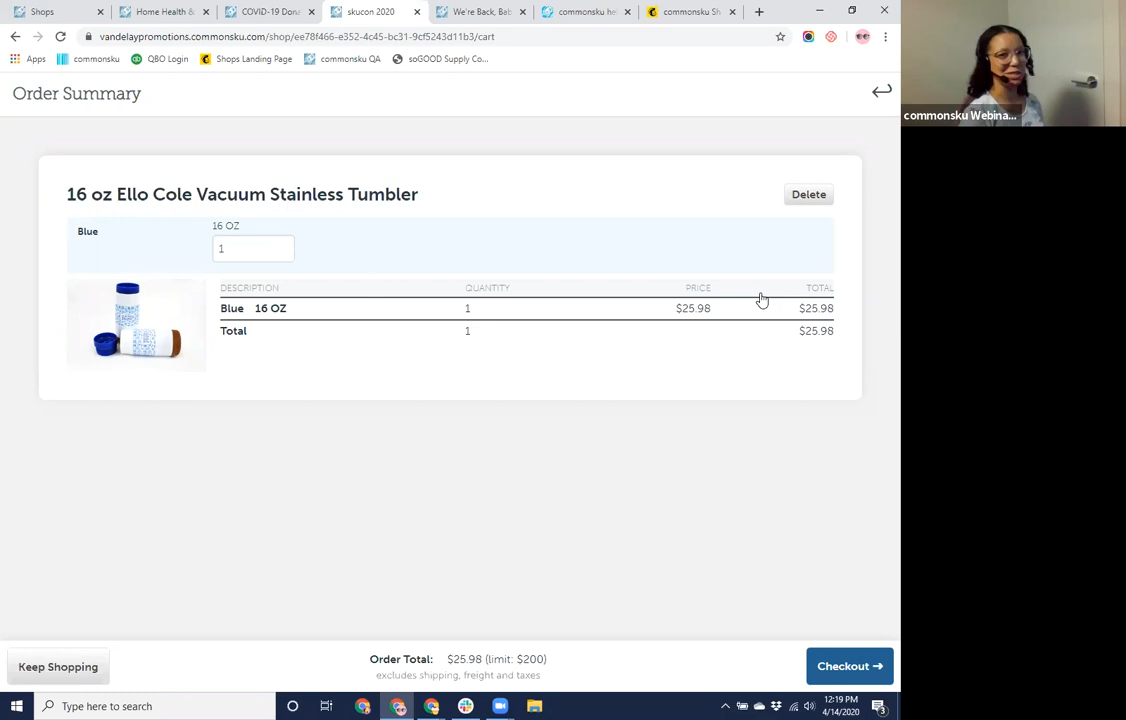 Shops
Home Health &
COVID-19 Dona
skucon 2020
We're Back, Bab
commonsku he
commonsku Sh
vandelaypromotions.commonsku.com/shop/ee78f466-e352-4c45-bc31-9cf5243d11b3/cart
Apps
commonsku
QBO Login
Shops Landing Page
commonsku QA
soGOOD Supply Co...
commonsku Webina...
Order Summary
16 oz Ello Cole Vacuum Stainless Tumbler
Delete
Blue
16 OZ
1
DESCRIPTION QUANTITY PRICE TOTAL
Blue 16 OZ 1 $25.98 $25.98
Total 1 $25.98
Keep Shopping
Order Total: $25.98 (limit: $200)
excludes shipping, freight and taxes
Checkout →
Type here to search
12:19 PM
4/14/2020
3